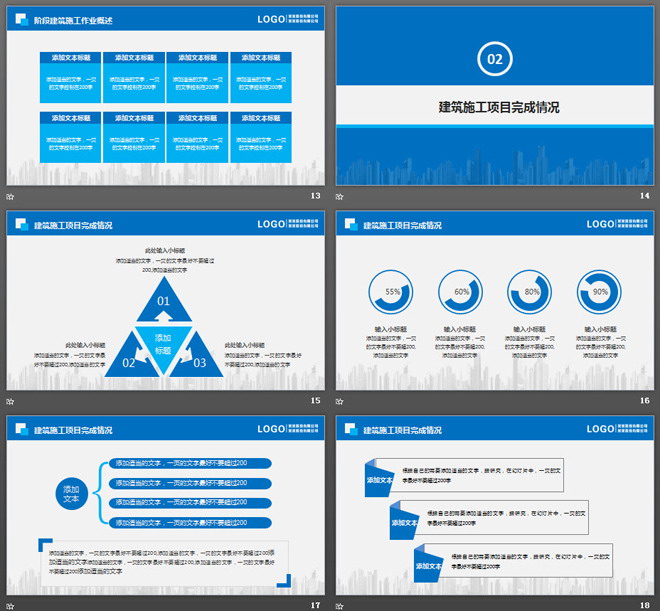 阶段建筑施工作业概述
LOGO
添加文本标题 添加文本标题 添加文本标题 添加文本标题
添加适当的文字,一页的文字控制在200字
添加适当的文字,一页的文字控制在200字
添加适当的文字,一页的文字控制在200字
添加适当的文字,一页的文字控制在200字
添加文本标题 添加文本标题 添加文本标题 添加文本标题
添加适当的文字,一页的文字控制在200字
添加适当的文字,一页的文字控制在200字
添加适当的文字,一页的文字控制在200字
添加适当的文字,一页的文字控制在200字
13
02
建筑施工项目完成情况
14
建筑施工项目完成情况
LOGO
此处输入小标题
添加适当的文字,一页的文字最好不要超过
200,添加适当的文字
01
添加
标题
02
03
此处输入小标题
添加适当的文字,一页的文字最
好不要超过200,添加适当的文字
此处输入小标题
添加适当的文字,一页的文字最好
不要超过200,添加适当的文字
15
建筑施工项目完成情况
LOGO
55% 60% 80% 90%
输入小标题 输入小标题 输入小标题 输入小标题
添加适当的文字,一页的文字最好不要超过200,添加适当的文字
添加适当的文字,一页的文字最好不要超过200,添加适当的文字
添加适当的文字,一页的文字最好不要超过200,添加适当的文字
添加适当的文字,一页的文字最好不要超过200,添加适当的文字
16
建筑施工项目完成情况
LOGO
添加
文本
添加适当的文字,一页的文字最好不要超过200
添加适当的文字,一页的文字最好不要超过200
添加适当的文字,一页的文字最好不要超过200
添加适当的文字,一页的文字最好不要超过200
添加适当的文字,一页的文字最好不要超过200,添加适当的文字,一页的文字最好不要超过200添
加适当的文字添加适当的文字,一页的文字最好不要超过200,添加适当的文字,一页的文字
最好不要超过200添加适当的文字
17
建筑施工项目完成情况
LOGO
添加文本
根据自己的需要添加适当的文字,据研究,在幻灯片中,一页的文
字最好不要超过200字
添加文本
根据自己的需要添加适当的文字,据研究,在幻灯片中,一页的文
字最好不要超过200字
添加文本
根据自己的需要添加适当的文字,据研究,在幻灯片中,一页的文
字最好不要超过200字
18